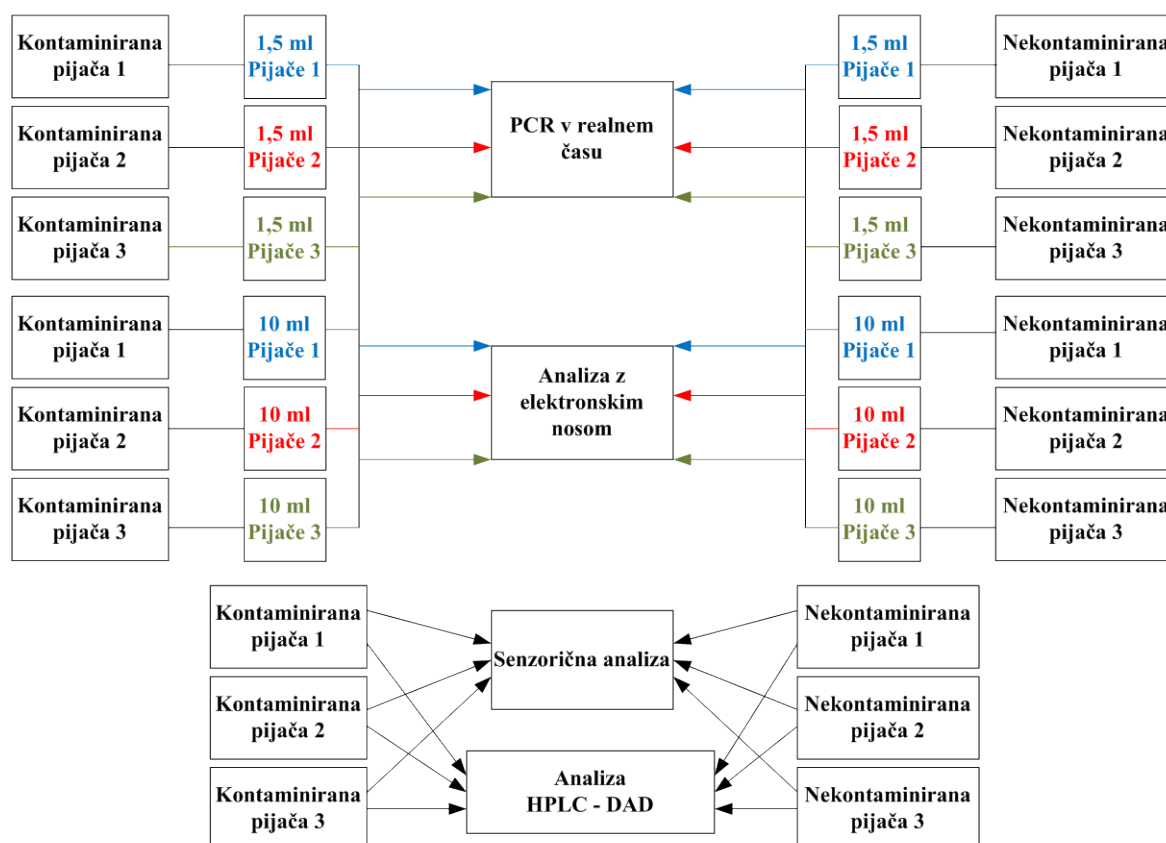 Kontaminirana
pijača 1
1,5 ml
Pijače 1
1,5 ml
Pijače 1
Nekontaminirana
pijača 1
Kontaminirana
pijača 2
1,5 ml
Pijače 2
PCR v realnem
času
1,5 ml
Pijače 2
Nekontaminirana
pijača 2
Kontaminirana
pijača 3
1,5 ml
Pijače 3
1,5 ml
Pijače 3
Nekontaminirana
pijača 3
Kontaminirana
pijača 1
10 ml
Pijače 1
10 ml
Pijače 1
Nekontaminirana
pijača 1
Kontaminirana
pijača 2
10 ml
Pijače 2
Analiza z
elektronskim
nosom
10 ml
Pijače 2
Nekontaminirana
pijača 2
Kontaminirana
pijača 3
10 ml
Pijače 3
10 ml
Pijače 3
Nekontaminirana
pijača 3
Kontaminirana
pijača 1
Senzorična analiza
Nekontaminirana
pijača 1
Kontaminirana
pijača 2
Nekontaminirana
pijača 2
Kontaminirana
pijača 3
Analiza
HPLC - DAD
Nekontaminirana
pijača 3